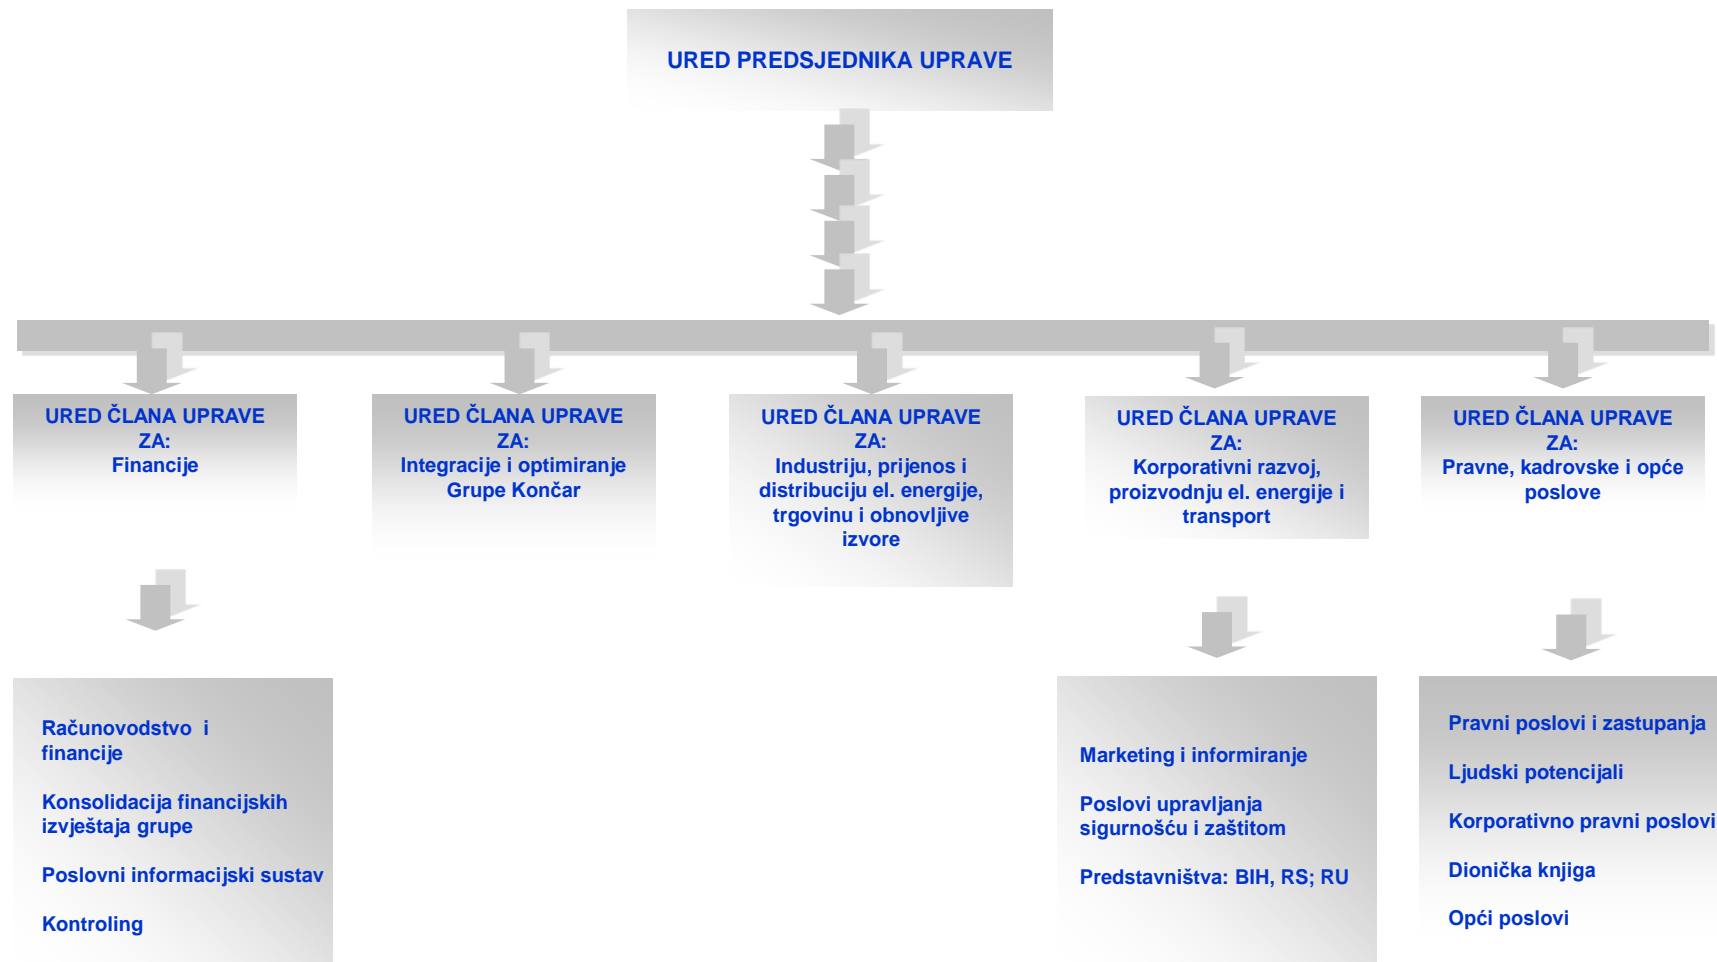 URED PREDSJEDNIKA UPRAVE
URED ČLANA UPRAVE
ZA:
Financije
URED ČLANA UPRAVE
ZA:
Integracije i optimiranje
Grupe Končar
URED ČLANA UPRAVE
ZA:
Industriju, prijenos i
distribuciju el. energije,
trgovinu i obnovljive
izvore
URED ČLANA UPRAVE
ZA:
Korporativni razvoj,
proizvodnju el. energije i
transport
URED ČLANA UPRAVE
ZA:
Pravne, kadrovske i opće
poslove
Računovodstvo i
financije
Konsolidacija financijskih
izvještaja grupe
Poslovni informacijski sustav
Kontroling
Marketing i informiranje
Poslovi upravljanja
sigurnošću i zaštitom
Predstavništva: BIH, RS; RU
Pravni poslovi i zastupanja
Ljudski potencijali
Korporativno pravni poslovi
Dionička knjiga
Opći poslovi